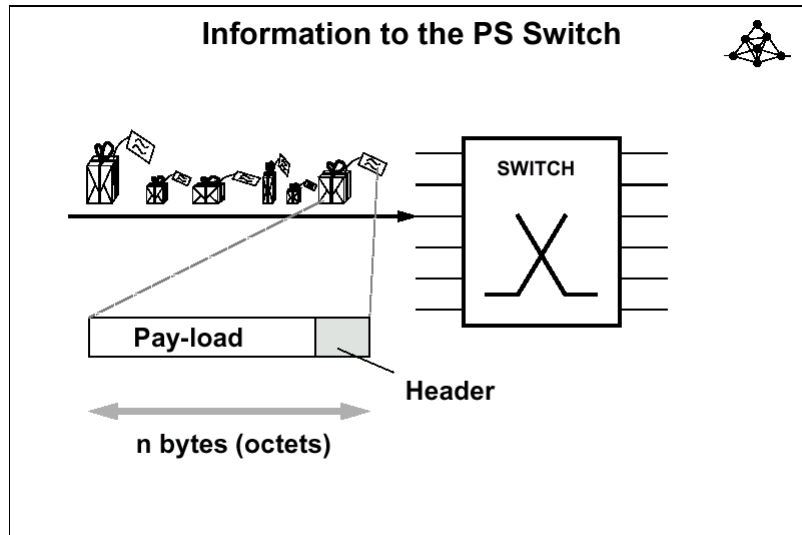 Information to the PS Switch
SWITCH
Pay-load
Header
n bytes (octets)